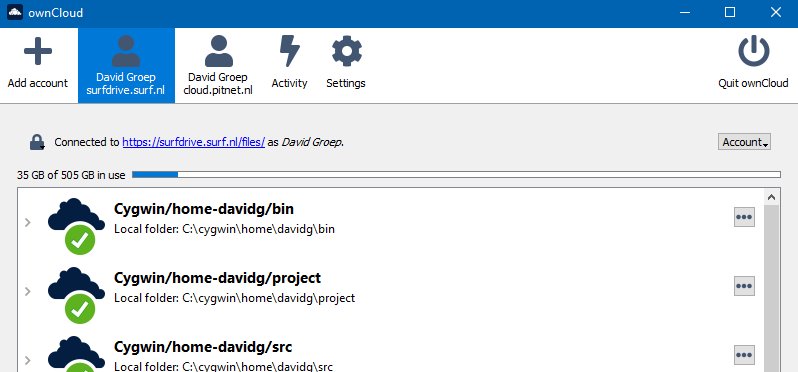 ownCloud
Add account
David Groep
surfdrive.surf.nl
David Groep
cloud.pitnet.nl
Activity
Settings
Quit ownCloud
Connected to https://surfdrive.surf.nl/files/ as David Groep.
Account
35 GB of 505 GB in use
Cygwin/home-davidg/bin
Local folder: C:\cygwin\home\davidg\bin
Cygwin/home-davidg/project
Local folder: C:\cygwin\home\davidg\project
Cygwin/home-davidg/src
Local folder: C:\cygwin\home\davidg\src